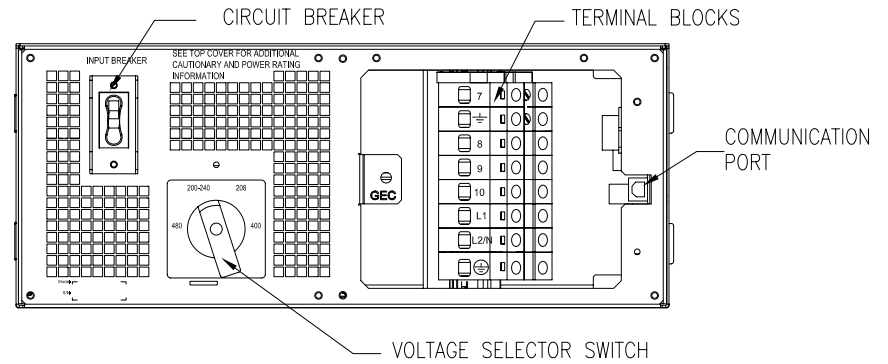 CIRCUIT BREAKER
TERMINAL BLOCKS
INPUT BREAKER
SEE TOP COVER FOR ADDITIONAL
CAUTIONARY AND POWER RATING
INFORMATION
7
8
9
10
L1
L2/N
GEC
COMMUNICATION
PORT
200-240
208
480
400
VOLTAGE SELECTOR SWITCH